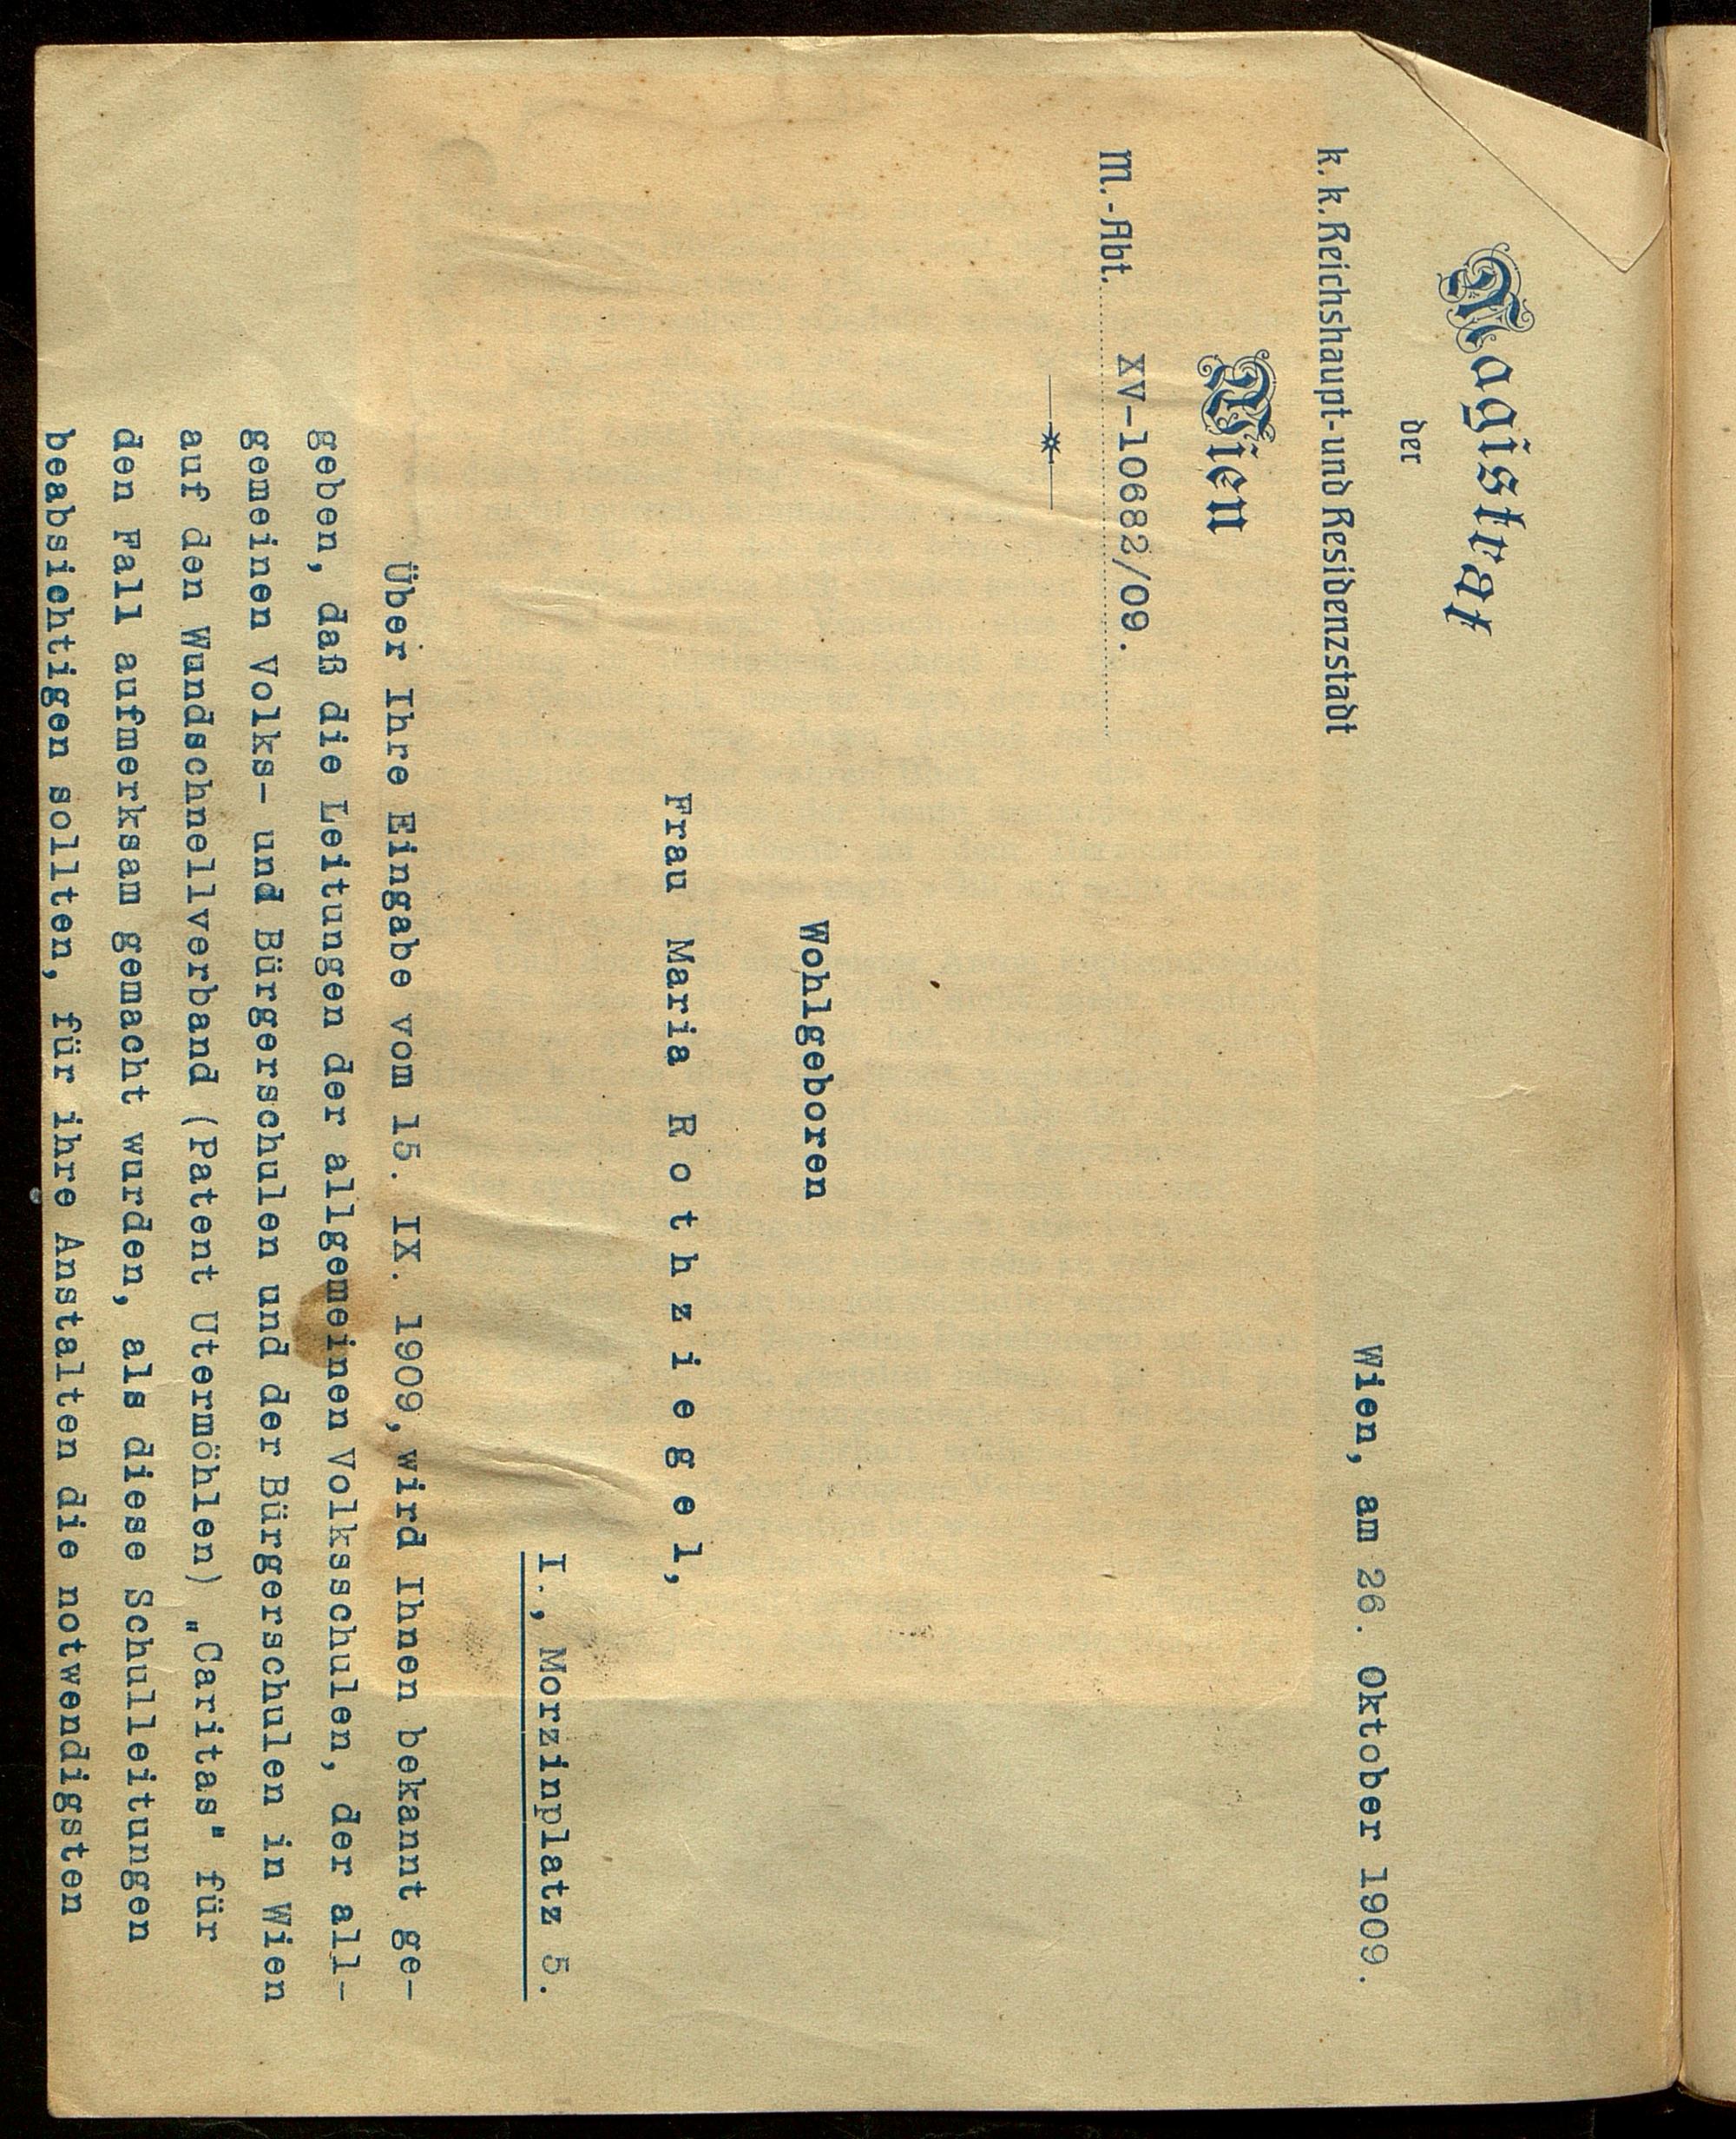 Magistrat
der
k. k. Reichshaupt- und Residenzstadt
Wien
M.-Abt. XV-10682/09.
Wien, am 26. Oktober 1909.
Wohlgeboren
Frau Maria Rothziegel,
I., Morzinplatz 5.
Über Ihre Eingabe vom 15. IX. 1909, wird Ihnen bekannt ge-
geben, daß die Leitungen der allgemeinen Volksschulen, der all-
gemeinen Volks- und Bürgerschulen und der Bürgerschulen in Wien
auf den Wundschnellverband (Patent Utermöhlen) „Caritas" für
den Fall aufmerksam gemacht wurden, als diese Schulleitungen
beabsichtigen sollten, für ihre Anstalten die notwendigsten